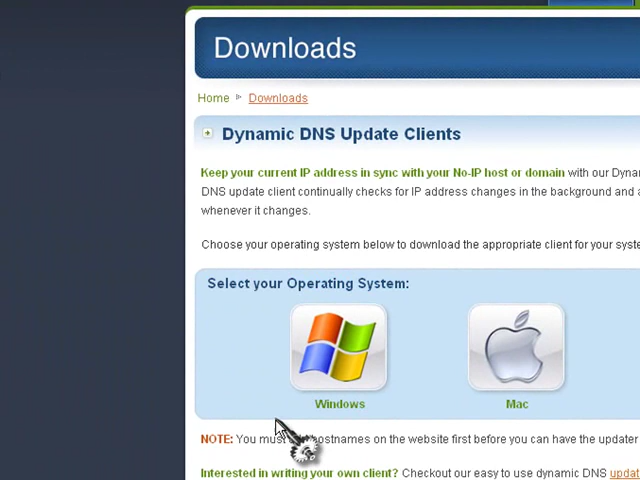 Downloads
Home Downloads
Dynamic DNS Update Clients
Keep your current IP address in sync with your No-IP host or domain with our
DNS update client continually checks for IP address changes in the background and
whenever it changes.
Choose your operating system below to download the appropriate client for your
Select your Operating System:
Windows Mac
NOTE: You must hostnames on the website first before you can have the updater
Interested in writing your own client? Checkout our easy to use dynamic DNS